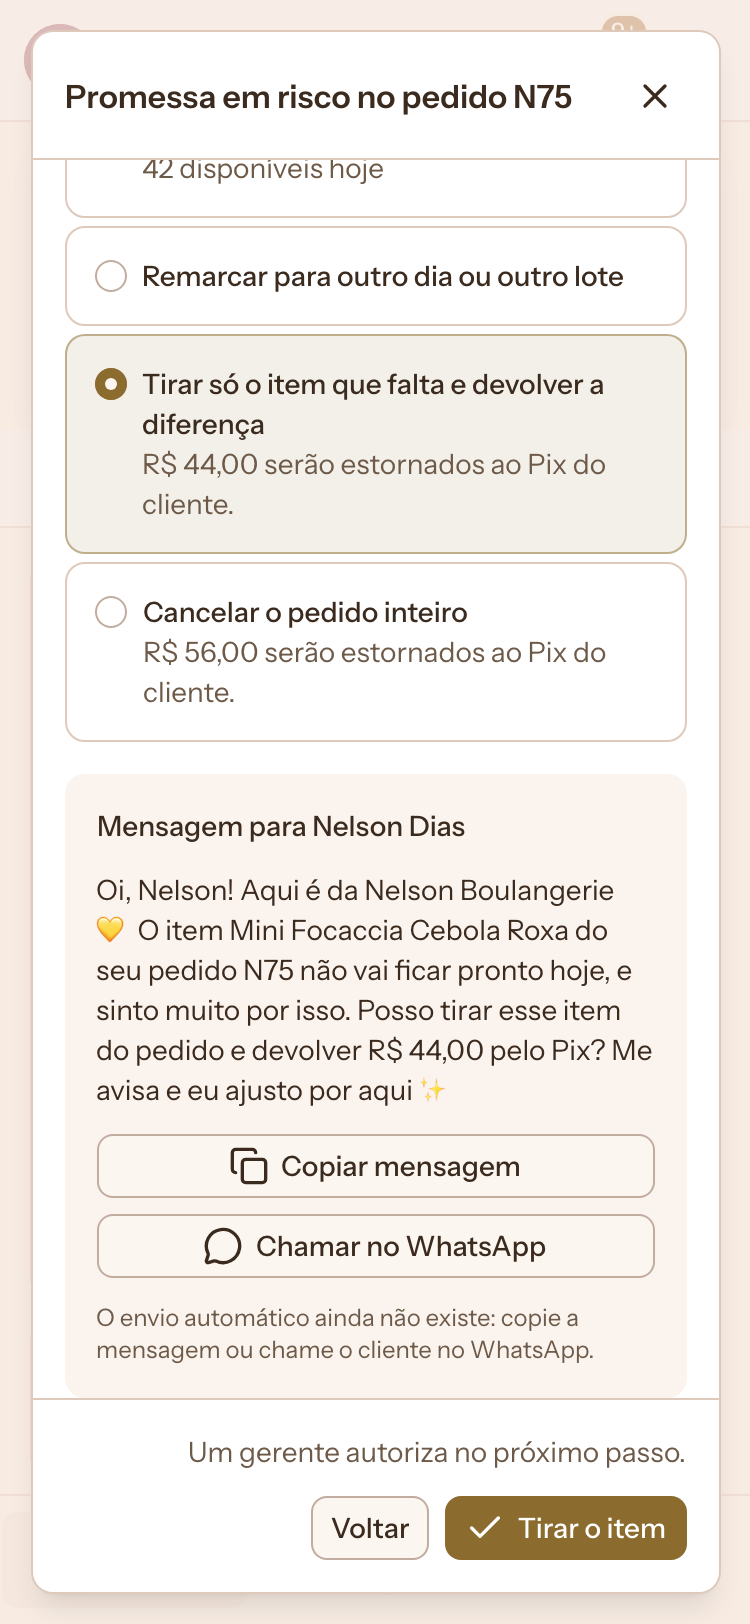 Promessa em risco no pedido N75
42 disponíveis hoje
Remarcar para outro dia ou outro lote
Tirar só o item que falta e devolver a
diferença
R$ 44,00 serão estornados ao Pix do
cliente.
Cancelar o pedido inteiro
R$ 56,00 serão estornados ao Pix do
cliente.
Mensagem para Nelson Dias
Oi, Nelson! Aqui é da Nelson Boulangerie
💛 O item Mini Focaccia Cebola Roxa do
seu pedido N75 não vai ficar pronto hoje, e
sinto muito por isso. Posso tirar esse item
do pedido e devolver R$ 44,00 pelo Pix? Me
avisa e eu ajusto por aqui ✨
Copiar mensagem
Chamar no WhatsApp
O envio automático ainda não existe: copie a
mensagem ou chame o cliente no WhatsApp.
Um gerente autoriza no próximo passo.
Voltar
Tirar o item